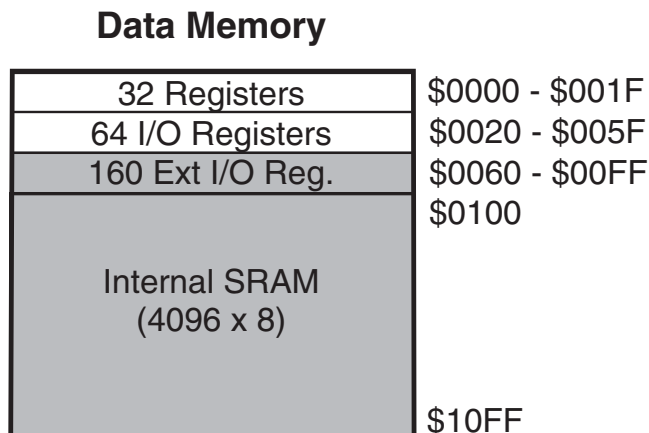 Data Memory
32 Registers $0000 - $001F
64 I/O Registers $0020 - $005F
160 Ext I/O Reg. $0060 - $00FF
$0100
Internal SRAM
(4096 x 8)
$10FF